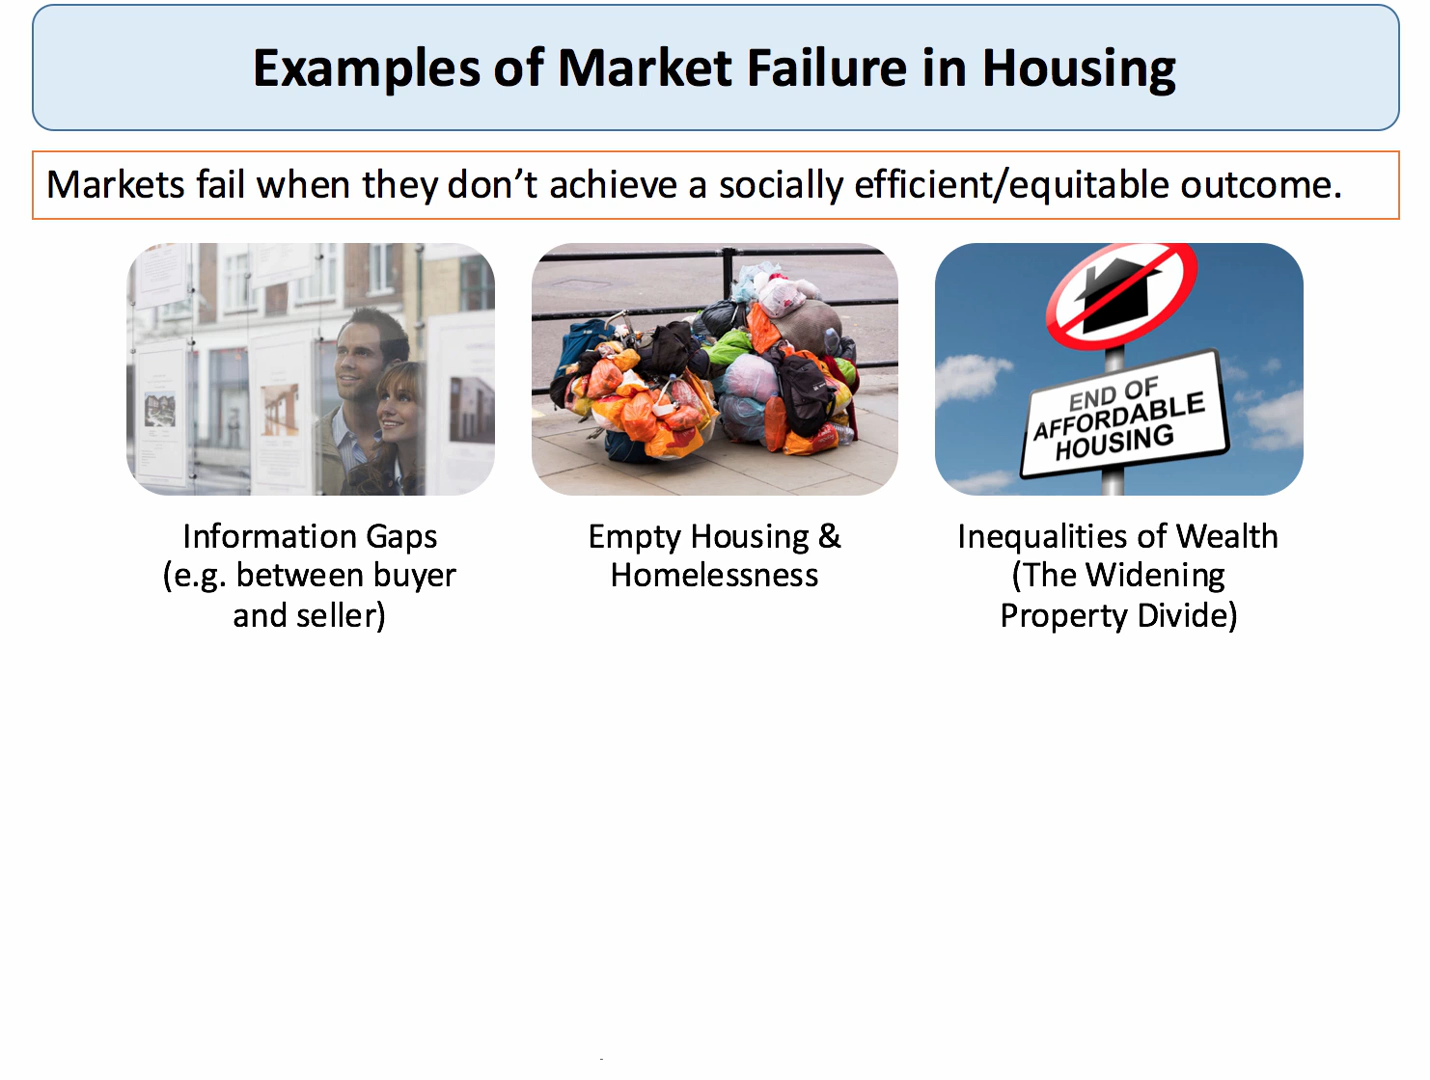 Examples of Market Failure in Housing
Markets fail when they don’t achieve a socially efficient/equitable outcome.
END OF
AFFORDABLE
HOUSING
Information Gaps
(e.g. between buyer
and seller)
Empty Housing &
Homelessness
Inequalities of Wealth
(The Widening
Property Divide)